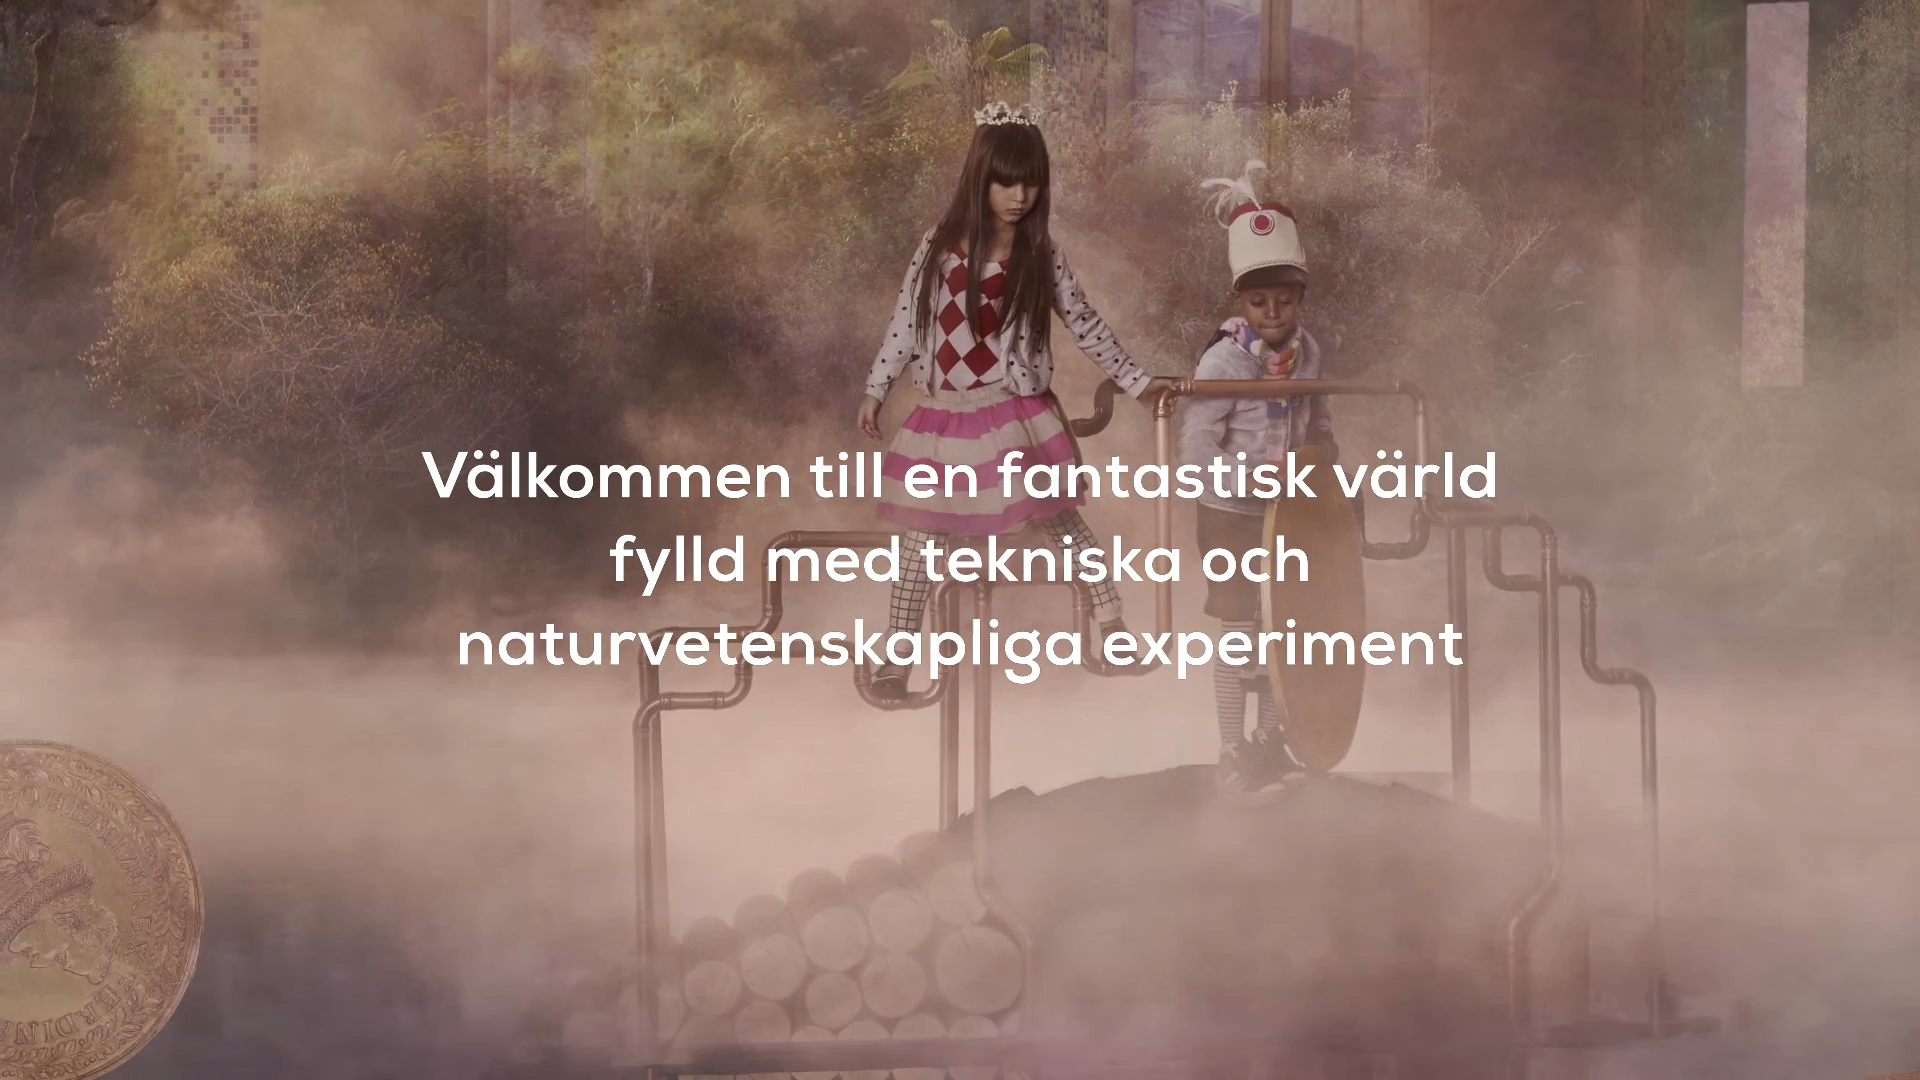 Välkommen till en fantastisk värld
fylld med tekniska och
naturvetenskapliga experiment